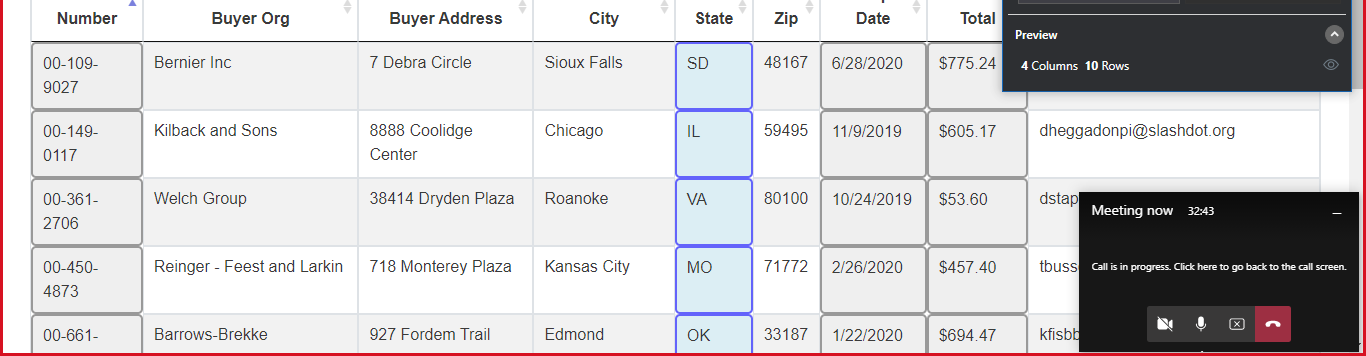 Number Buyer Org Buyer Address City State Zip Date Total
Preview
4 Columns 10 Rows
00-109-
9027 Bernier Inc 7 Debra Circle Sioux Falls SD 48167 6/28/2020 $775.24
00-149-
0117 Kilback and Sons 8888 Coolidge
Center Chicago IL 59495 11/9/2019 $605.17 dheggadonpi@slashdot.org
00-361-
2706 Welch Group 38414 Dryden Plaza Roanoke VA 80100 10/24/2019 $53.60 dstap
Meeting now 32:43
Call is in progress. Click here to go back to the call screen.
00-450-
4873 Reinger - Feest and Larkin 718 Monterey Plaza Kansas City MO 71772 2/26/2020 $457.40 tbuss
00-661- Barrows-Brekke 927 Fordem Trail Edmond OK 33187 1/22/2020 $694.47 kfisbb